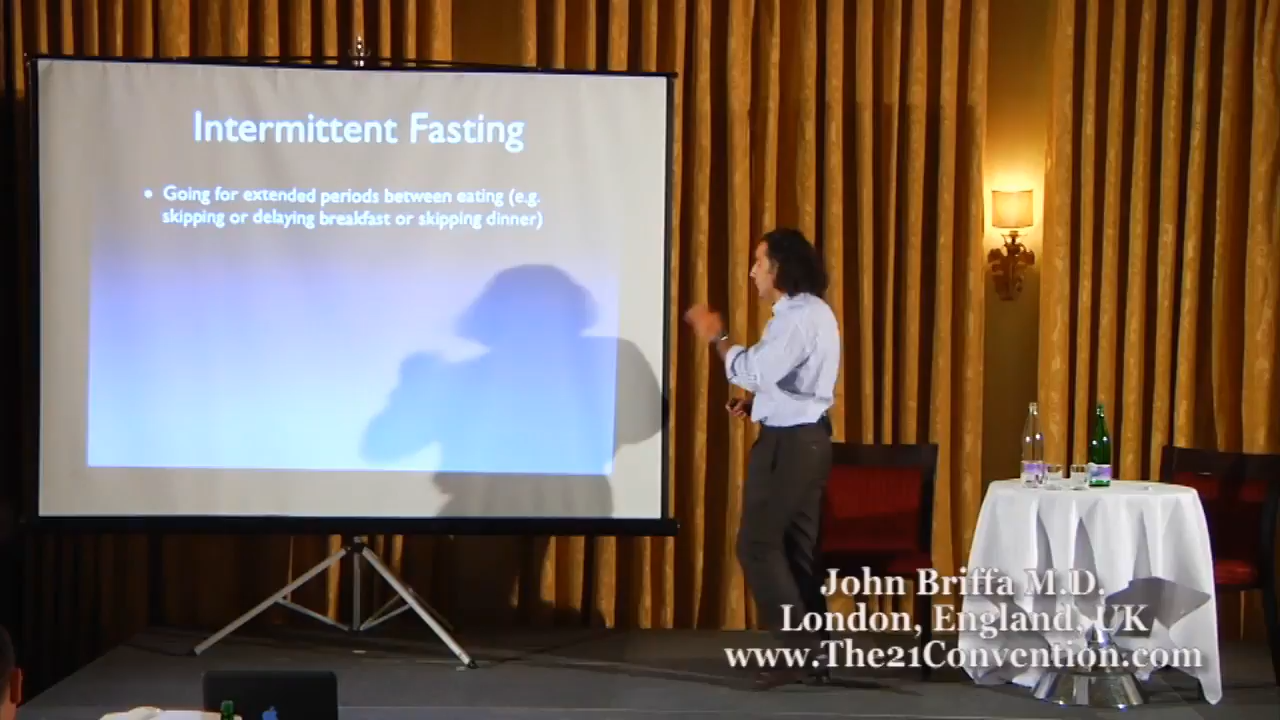 Intermittent Fasting
• Going for extended periods between eating (e.g.
skipping or delaying breakfast or skipping dinner)
John Briffa M.D.
London, England, UK
www.The21Convention.com